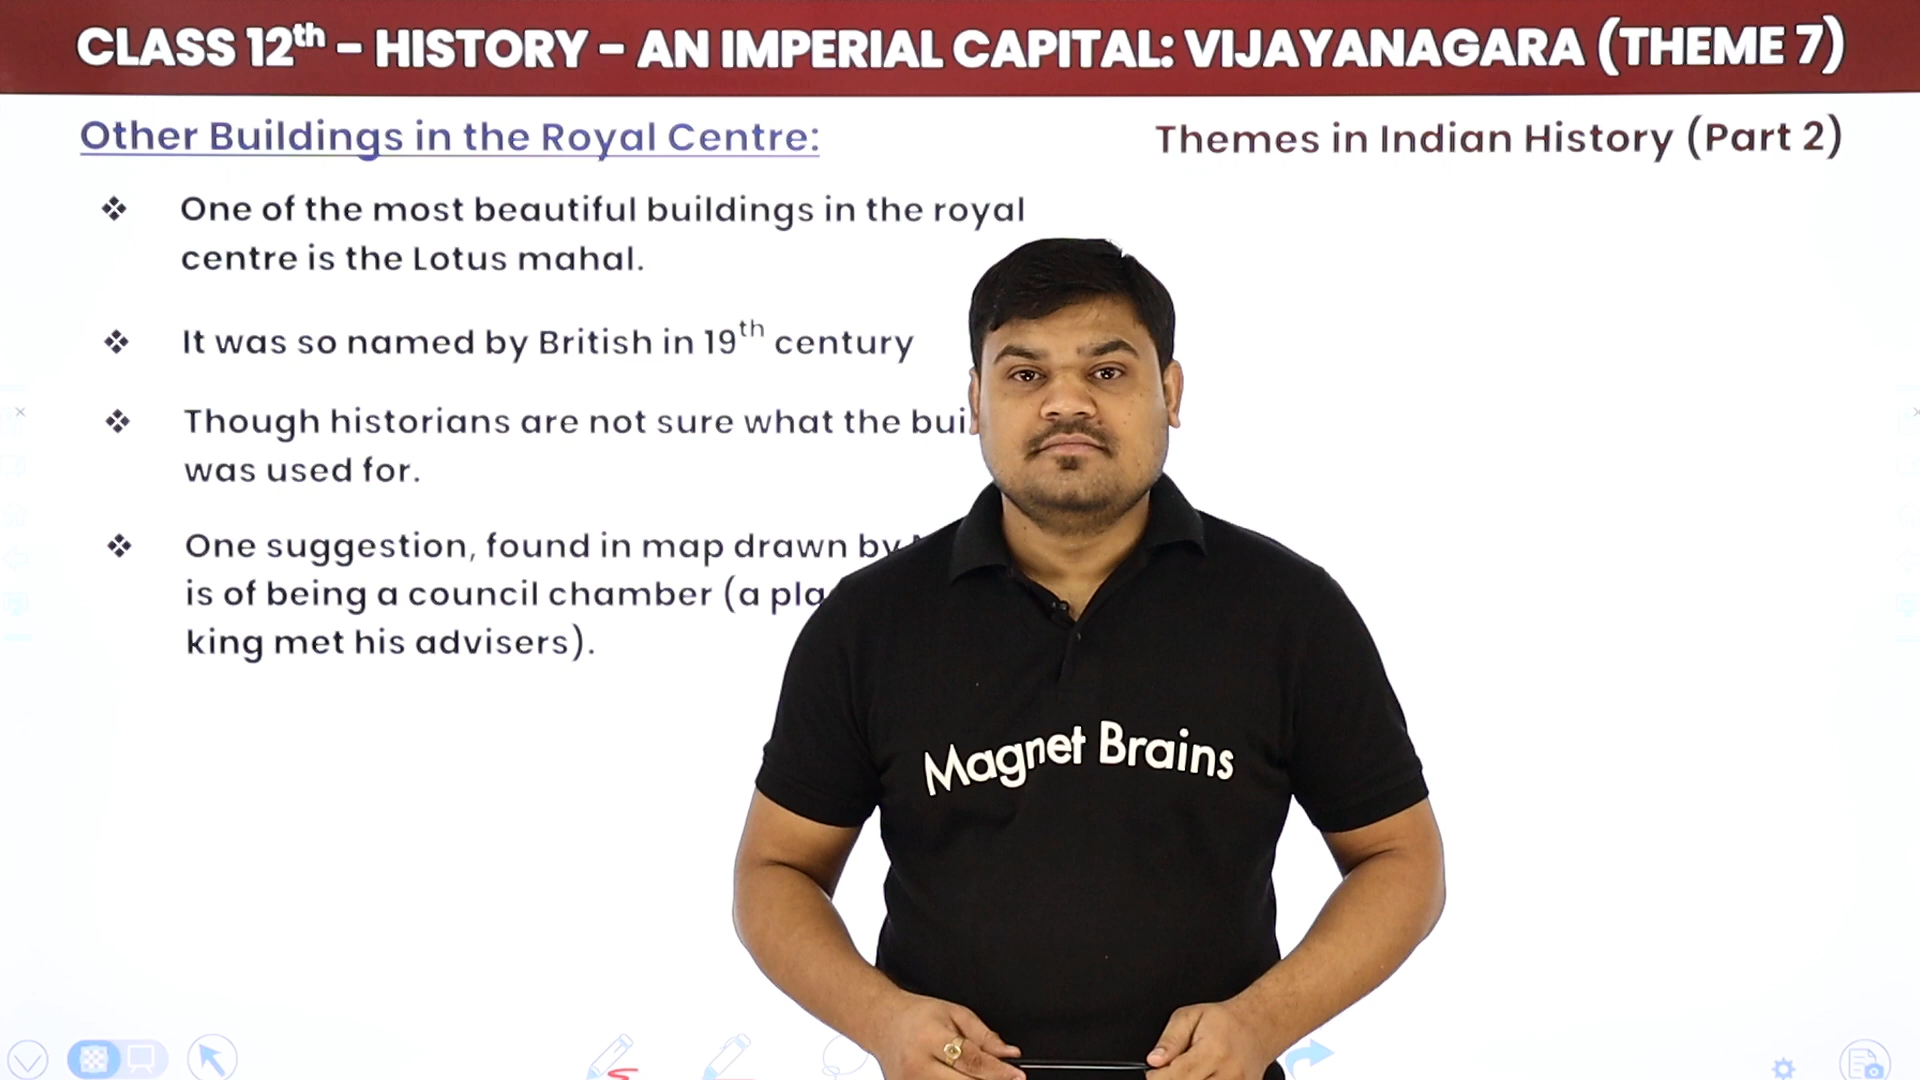 CLASS 12th – HISTORY – AN IMPERIAL CAPITAL: VIJAYANAGARA (THEME 7)
Other Buildings in the Royal Centre:
Themes in Indian History (Part 2)
❖ One of the most beautiful buildings in the royal
centre is the Lotus mahal.
❖ It was so named by British in 19th century
❖ Though historians are not sure what the
was used for.
❖ One suggestion, found in map drawn by
is of being a council chamber (a
king met his advisers).
Magnet Brains